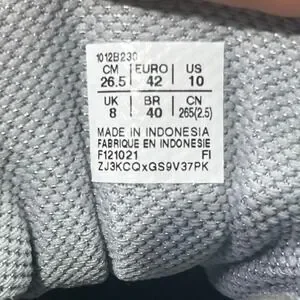 1012B230
CM EURO US
26.5 42 10
UK BR CN
8 40 265(2.5)
MADE IN INDONESIA
FABRIQUE EN INDONESIE
F121021 FI
ZJ3KCQxGS9V37PK